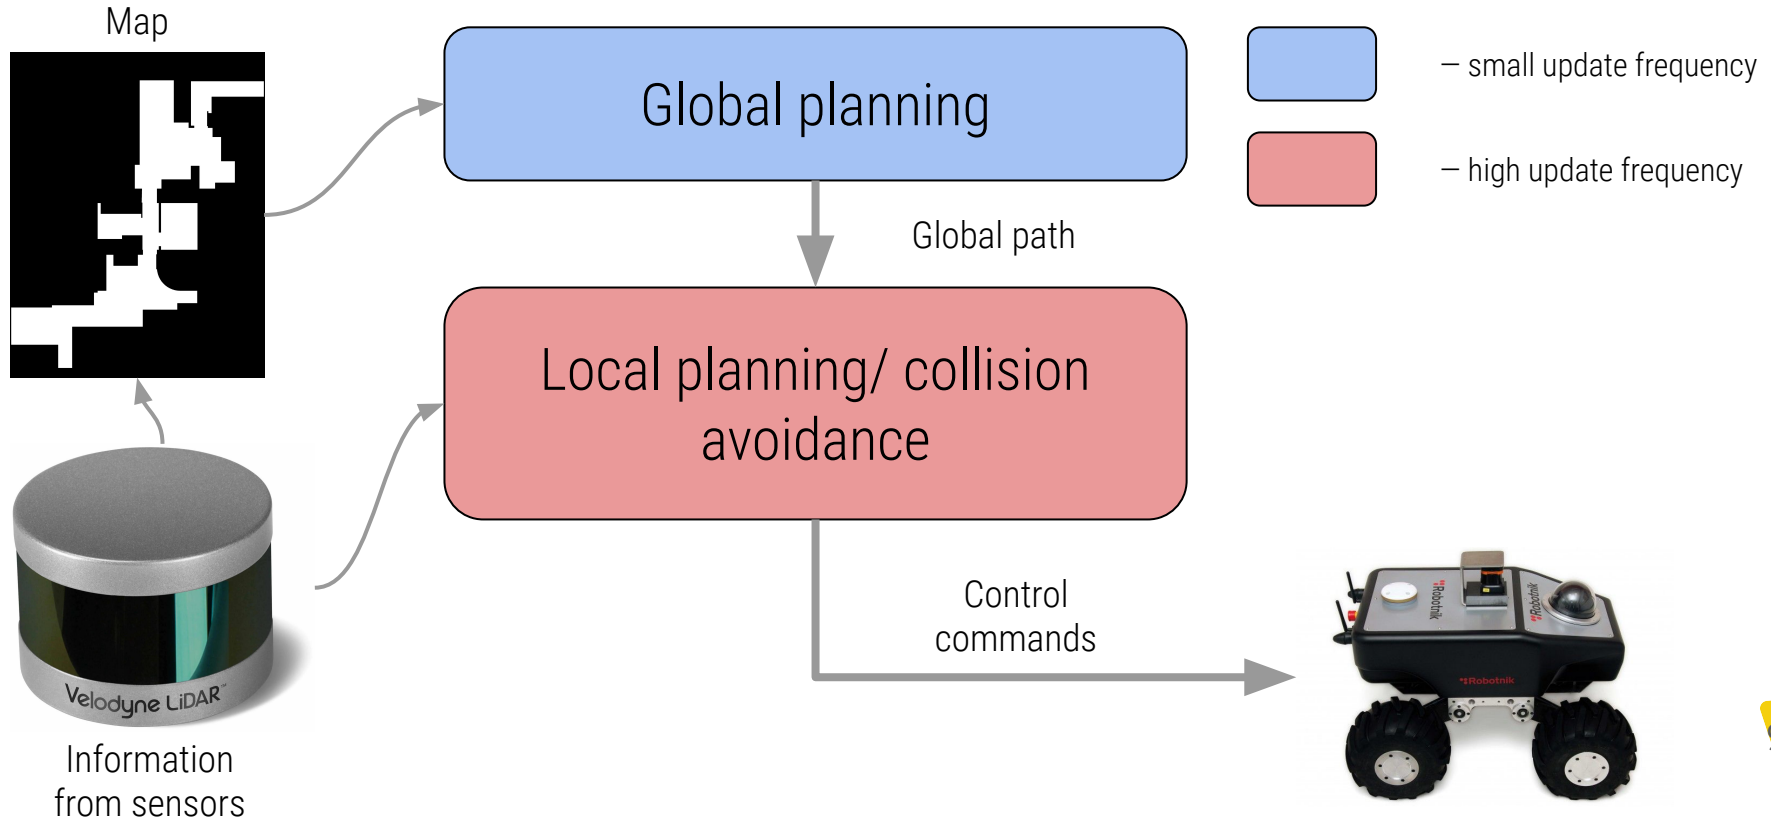 Map
Global planning
– small update frequency
– high update frequency
Global path
Local planning/ collision
avoidance
Control
commands
Velodyne LiDAR™
Information
from sensors
Robotnik
Robotnik
Robotnik